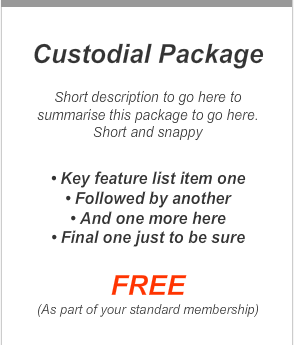 Custodial Package
Short description to go here to
summarise this package to go here.
Short and snappy
• Key feature list item one
• Followed by another
• And one more here
• Final one just to be sure
FREE
(As part of your standard membership)